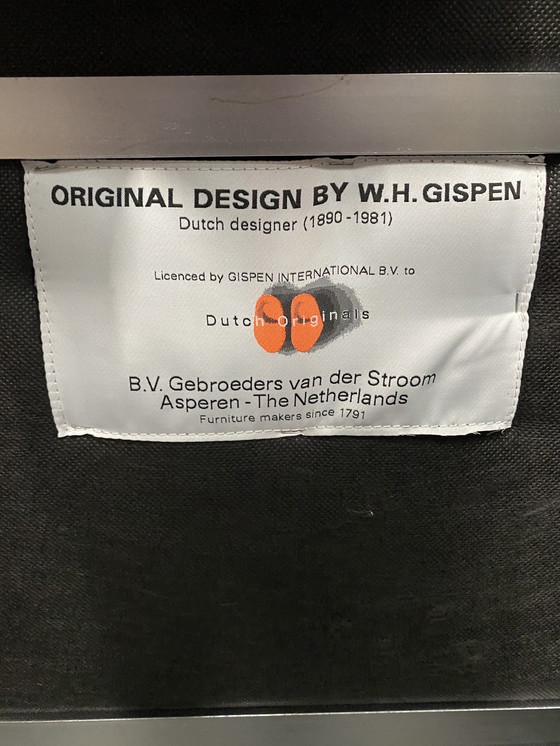 ORIGINAL DESIGN BY W.H. GISPEN
Dutch designer (1890-1981)
Licenced by GISPEN INTERNATIONAL B.V. to
Dutch Originals
B.V. Gebroeders van der Stroom
Asperen - The Netherlands
Furniture makers since 1791